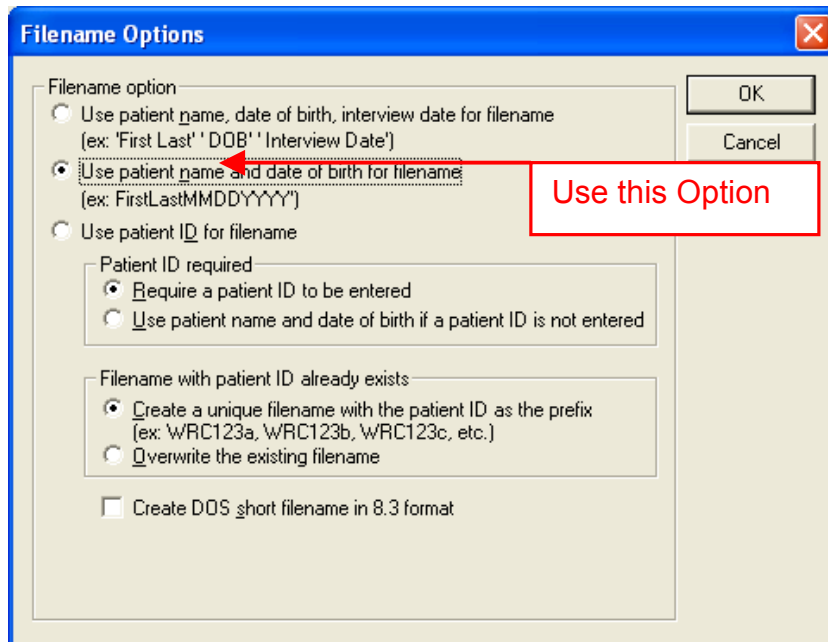 Filename Options
Filename option
OK
Use patient name, date of birth, interview date for filename
(ex: 'First Last' ' DOB' ' Interview Date')
Cancel
Use patient name and date of birth for filename
(ex: FirstLastMMDDYYYY")
Use this Option
Use patient ID for filename
Patient ID required
Require a patient ID to be entered
Use patient name and date of birth if a patient ID is not entered
Filename with patient ID already exists
Create a unique filename with the patient ID as the prefix
(ex: WRC123a, WRC123b, WRC123c, etc.)
Overwrite the existing filename
Create DOS short filename in 8.3 format